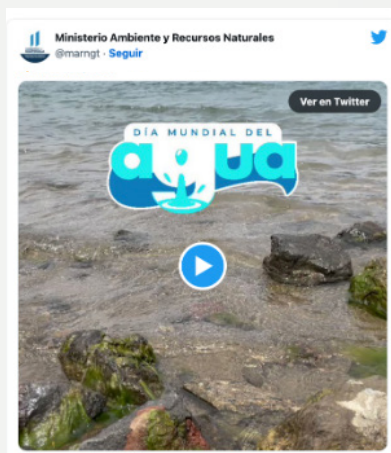 Ministerio Ambiente y Recursos Naturales
@marngt · Seguir
Ver en Twitter
DÍA MUNDIAL DEL
agua